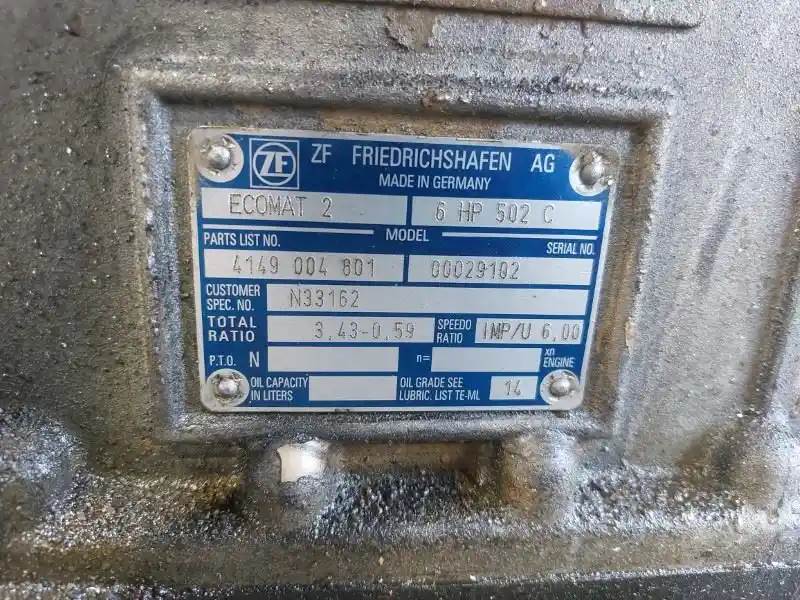 ZF ZF FRIEDRICHSHAFEN AG
MADE IN GERMANY
ECOMAT 2 6 HP 502 C
PARTS LIST NO. MODEL SERIAL NO.
4149 004 801 00029102
CUSTOMER SPEC. NO. N33162
TOTAL RATIO 3,43-0,59 SPEEDO RATIO IMP/U 6,00
P.T.O. N n= xn ENGINE
OIL CAPACITY IN LITERS OIL GRADE SEE LUBRIC. LIST TE-ML 14